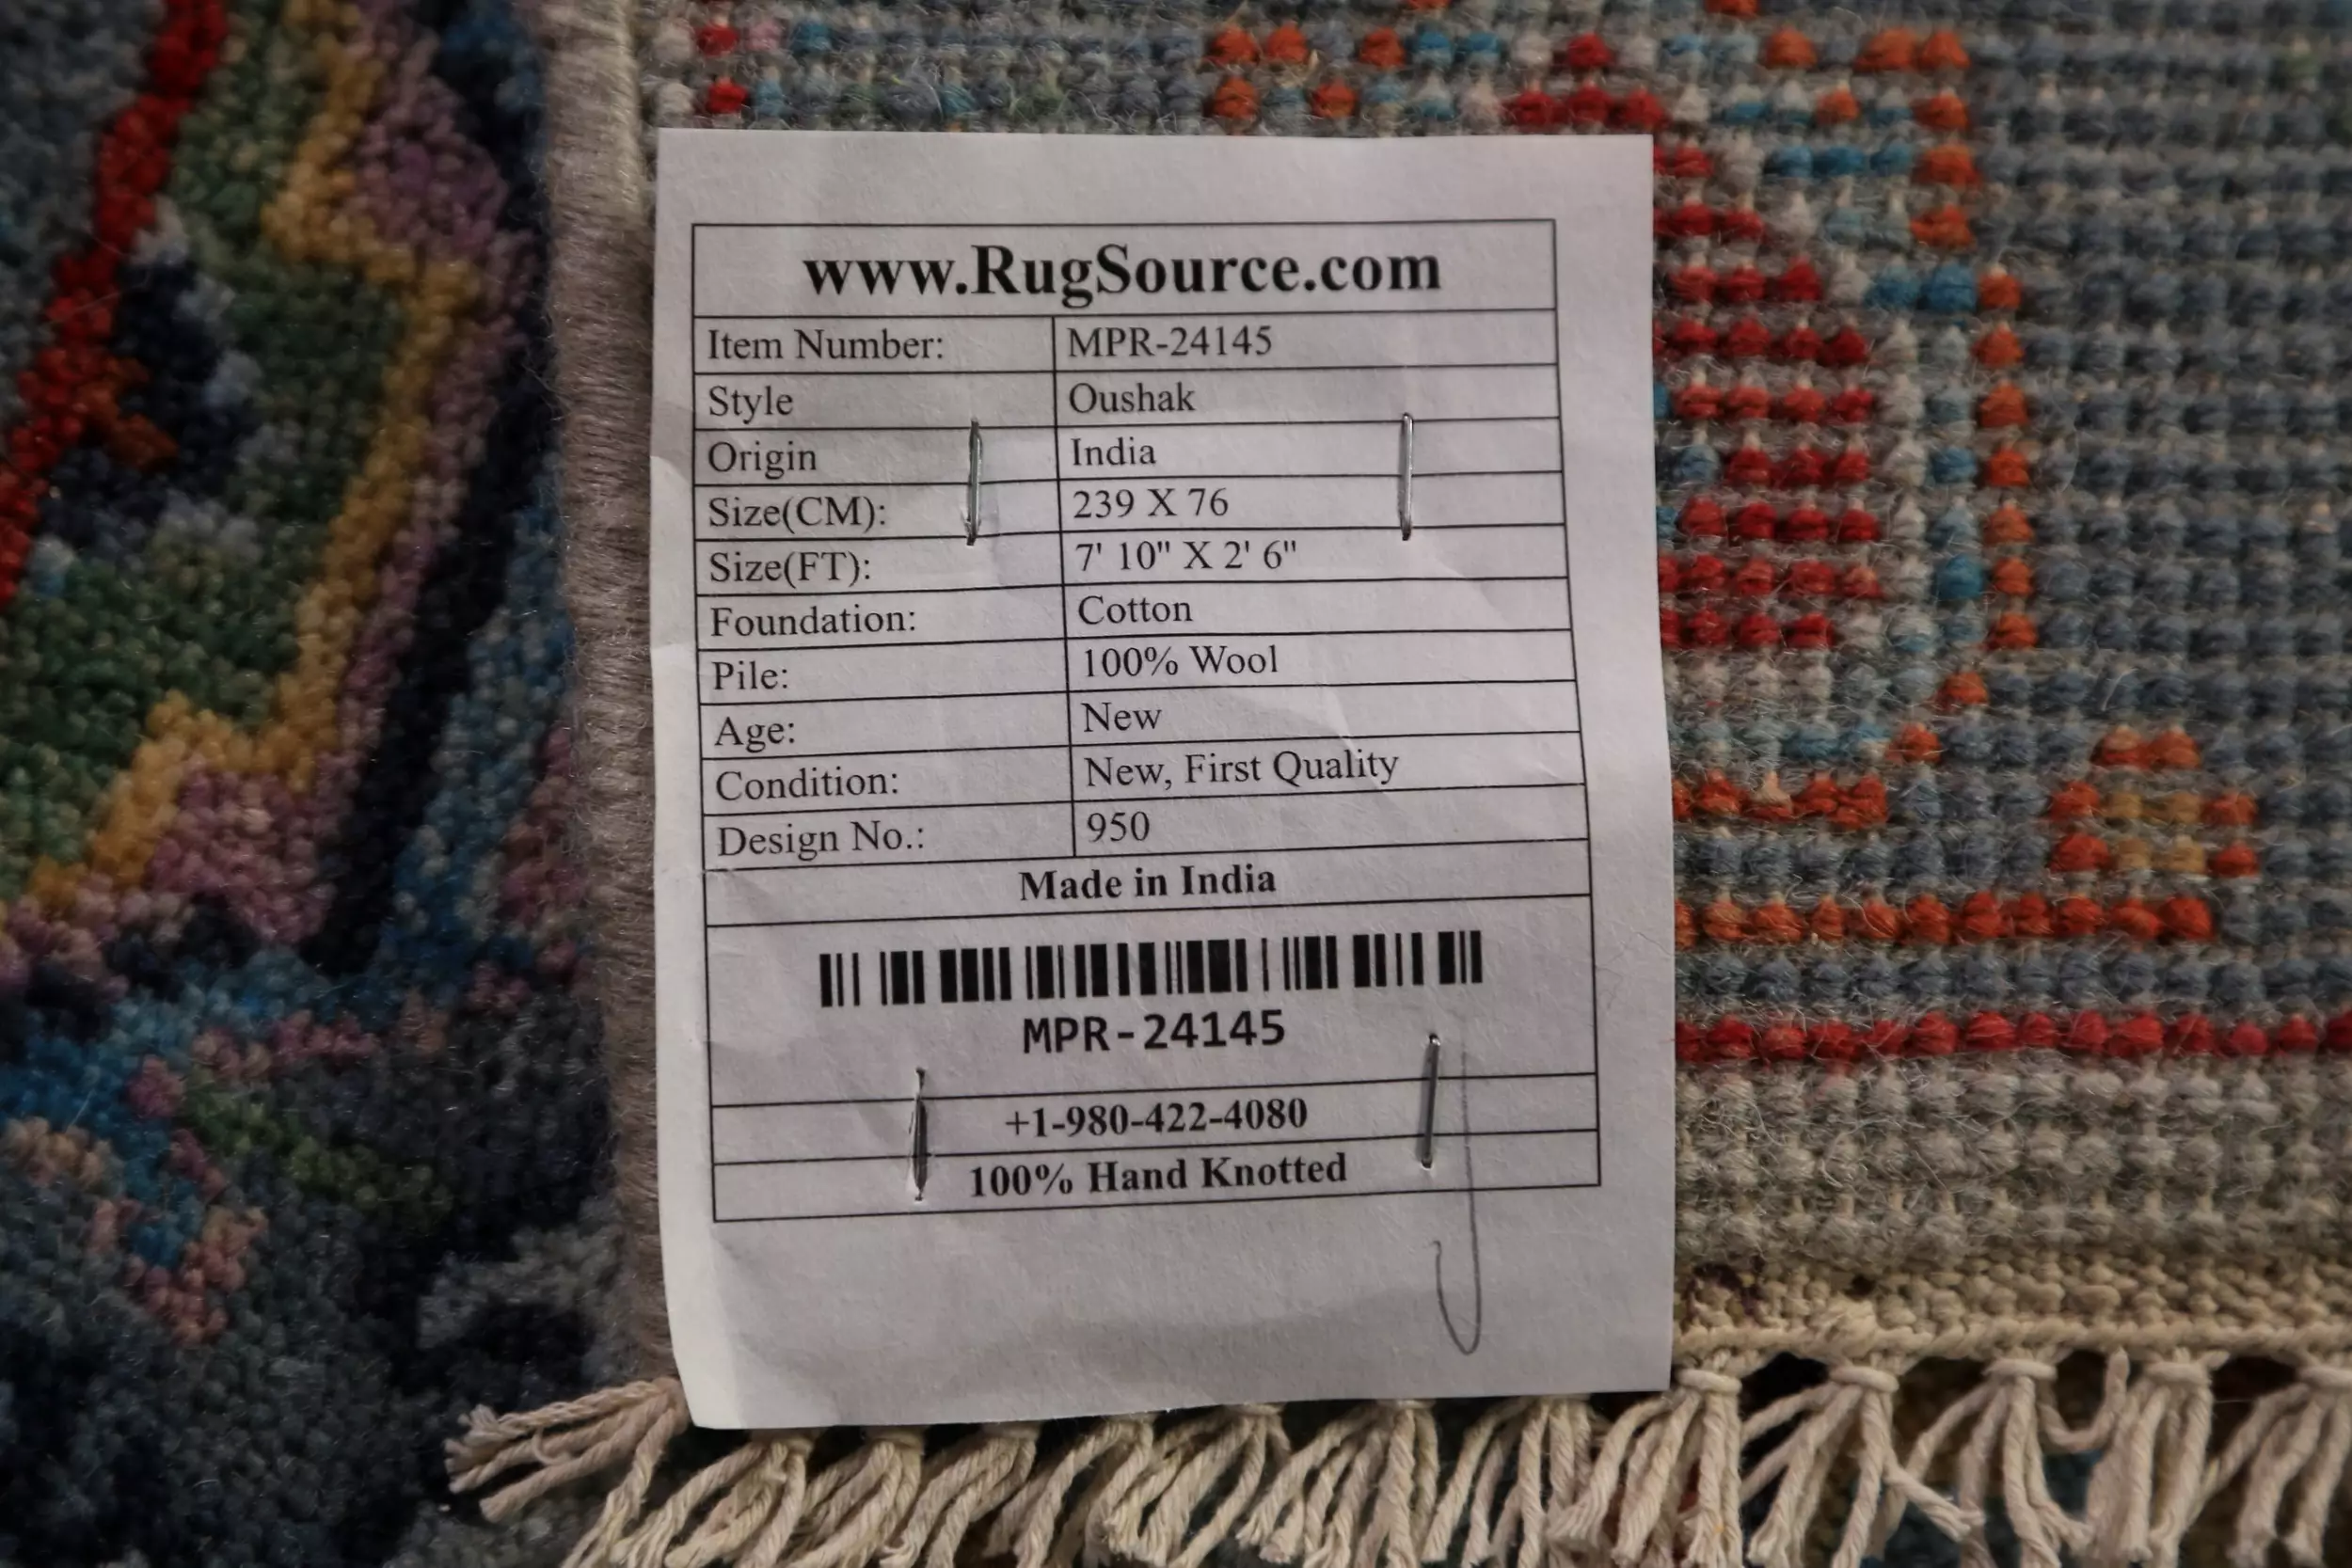 www.RugSource.com
Item Number: MPR-24145
Style Oushak
Origin India
Size(CM): 239 X 76
Size(FT): 7' 10" X 2' 6"
Foundation: Cotton
Pile: 100% Wool
Age: New
Condition: New, First Quality
Design No.: 950
Made in India
MPR-24145
+1-980-422-4080
100% Hand Knotted